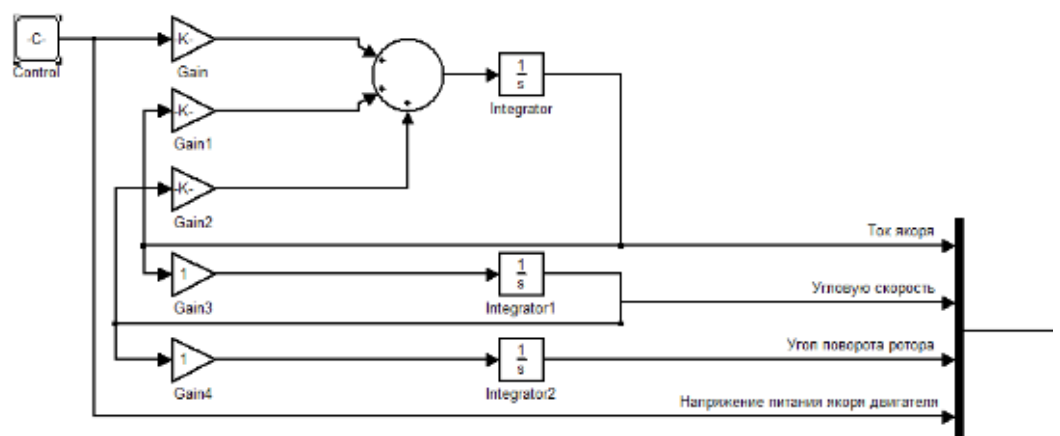 -C-
Control
-K-
Gain
-K-
Gain1
-K-
Gain2
1
s
Integrator
Ток якоря
1
Gain3
1
s
Integrator1
Угловую скорость
1
Gain4
1
s
Integrator2
Угол поворота ротора
Напряжение питания якоря двигателя